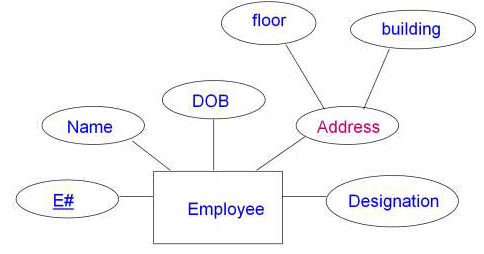 floor
building
DOB
Name
Address
E#
Employee
Designation